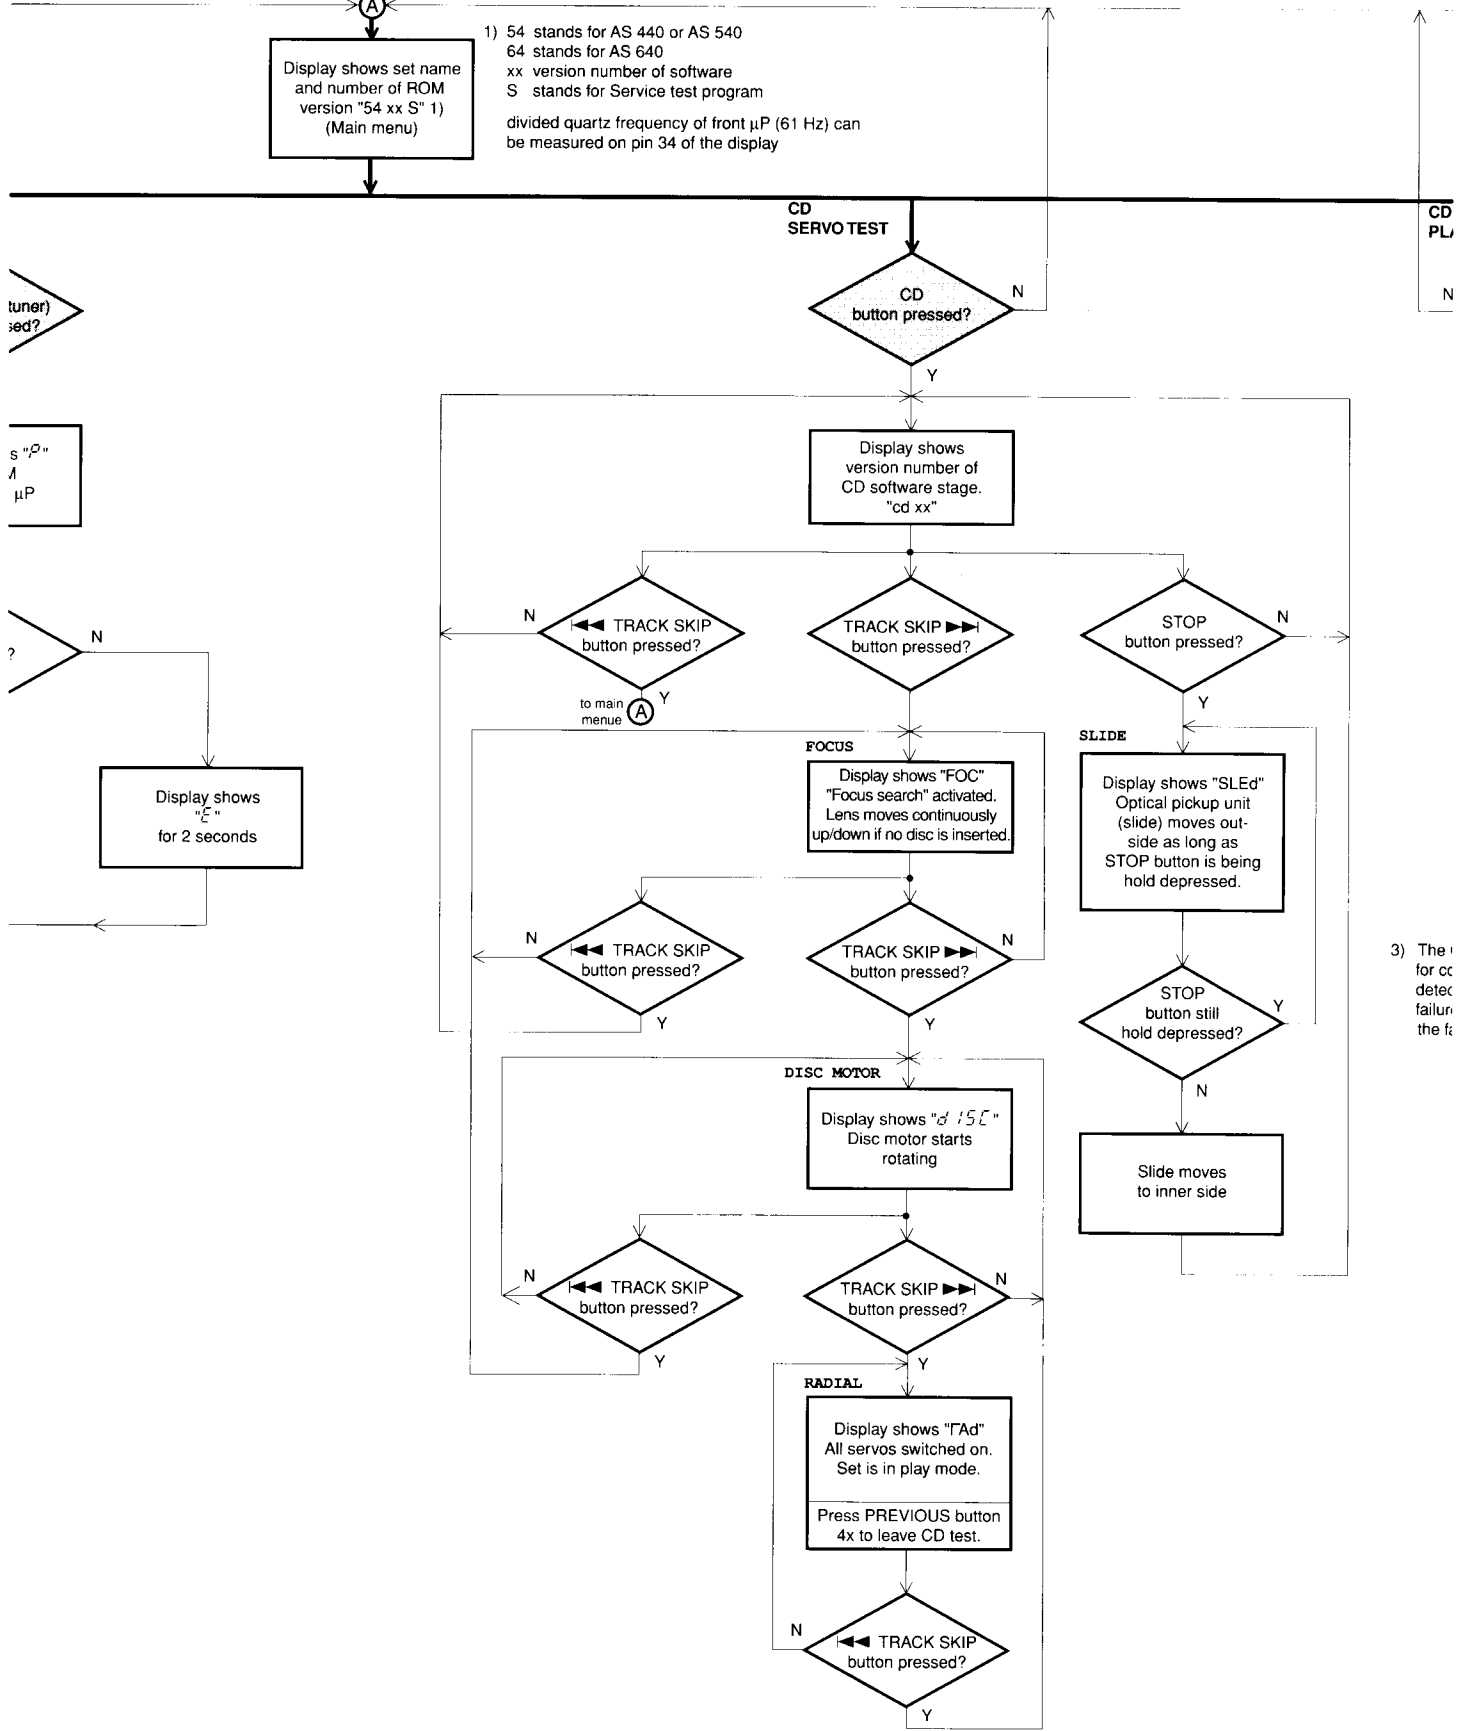 A
Display shows set name
and number of ROM
version "54 xx S" 1)
(Main menu)
1) 54 stands for AS 440 or AS 540
64 stands for AS 640
xx version number of software
S stands for Service test program
divided quartz frequency of front µP (61 Hz) can
be measured on pin 34 of the display
CD
SERVO TEST
CD
CD
button pressed?
N
Y
N
tuner)
?
s "P"
µP
N
Display shows
"E"
for 2 seconds
Display shows
version number of
CD software stage.
"cd xx"
N
|◄◄ TRACK SKIP
button pressed?
Y
to main
menue
A
TRACK SKIP ►►|
button pressed?
STOP
button pressed?
N
Y
FOCUS
Display shows "FOC"
"Focus search" activated.
Lens moves continuously
up/down if no disc is inserted.
SLIDE
Display shows "SLEd"
Optical pickup unit
(slide) moves out-
side as long as
STOP button is being
hold depressed.
N
|◄◄ TRACK SKIP
button pressed?
Y
TRACK SKIP ►►|
button pressed?
N
Y
STOP
button still
hold depressed?
Y
N
3) The
for
the
DISC MOTOR
Display shows "dISC"
Disc motor starts
rotating
Slide moves
to inner side
N
|◄◄ TRACK SKIP
button pressed?
Y
TRACK SKIP ►►|
button pressed?
N
Y
RADIAL
Display shows "ΓAd"
All servos switched on.
Set is in play mode.
Press PREVIOUS button
4x to leave CD test.
N
|◄◄ TRACK SKIP
button pressed?
Y